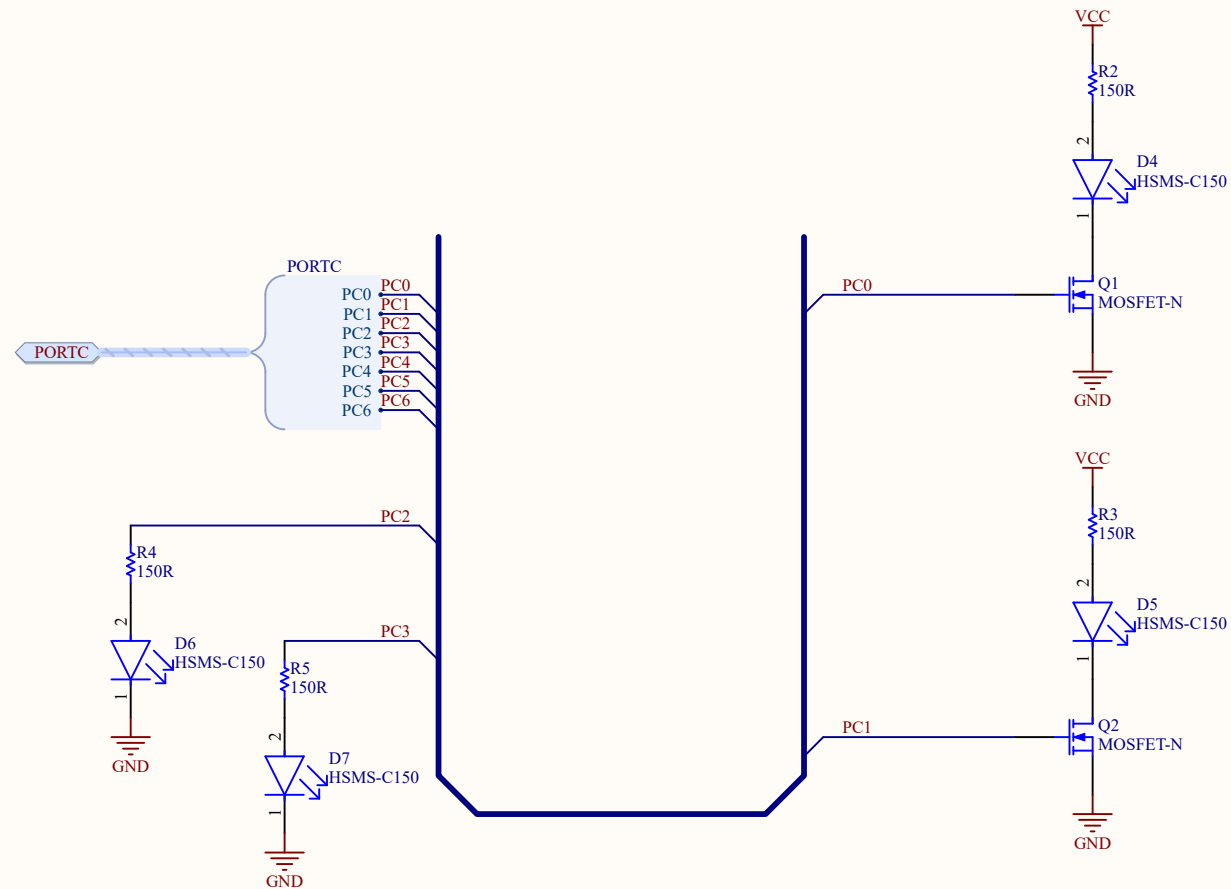 VCC
R2
150R
2
D4
HSMS-C150
1
PORTC
PC0 PC0
PC1 PC1
PC2 PC2
PC3 PC3
PC4 PC4
PC5 PC5
PC6 PC6
PORTC
PC0
Q1
MOSFET-N
GND
VCC
R3
150R
2
D5
HSMS-C150
1
PC1
Q2
MOSFET-N
GND
PC2
R4
150R
2
D6
HSMS-C150
1
GND
PC3
R5
150R
2
D7
HSMS-C150
1
GND